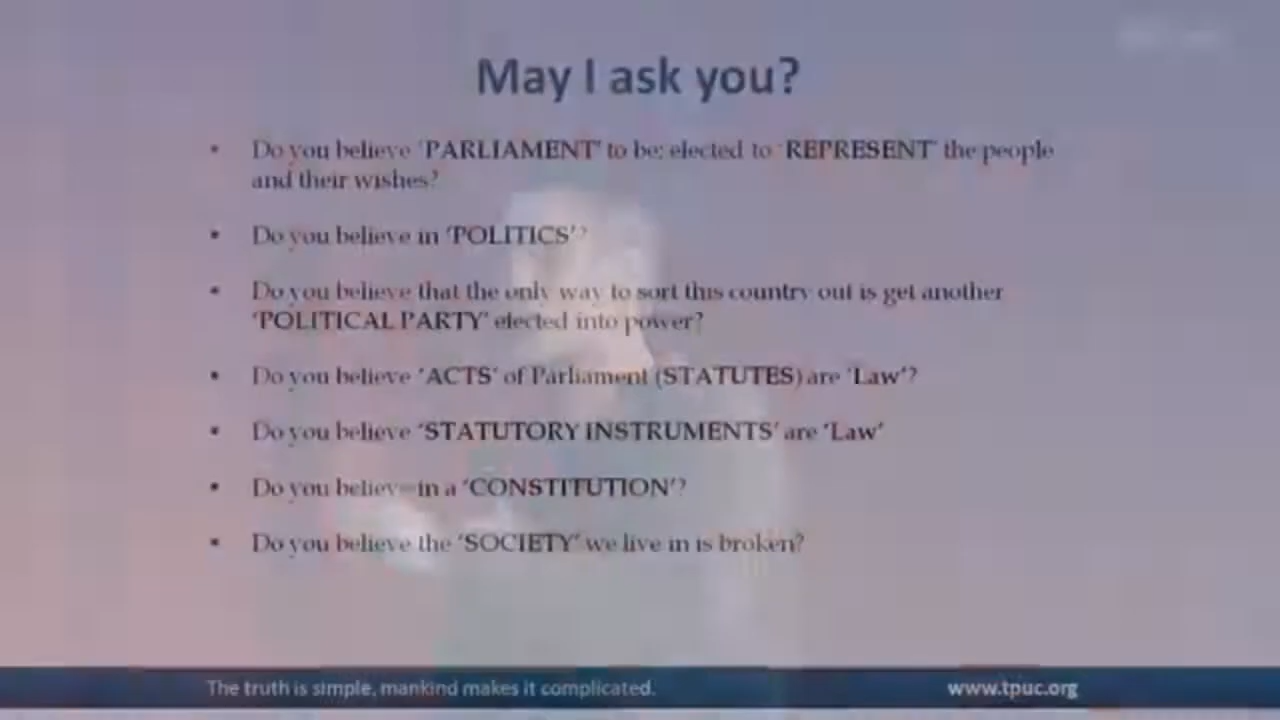 May I ask you?
• Do you believe 'PARLIAMENT' to be; elected to 'REPRESENT' the people
and their wishes?
• Do you believe in 'POLITICS'?
• Do you believe that the only way to sort this country out is get another
'POLITICAL PARTY' elected into power?
• Do you believe 'ACTS' of Parliament (STATUTES) are 'Law'?
• Do you believe 'STATUTORY INSTRUMENTS' are 'Law'
• Do you believe in a 'CONSTITUTION'?
• Do you believe the 'SOCIETY' we live in is broken?
The truth is simple, mankind makes it complicated.
www.tpuc.org